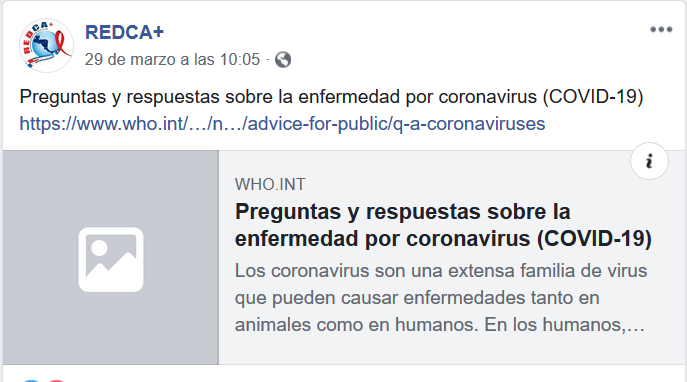 REDCA+
REDCA+
29 de marzo a las 10:05 ·
Preguntas y respuestas sobre la enfermedad por coronavirus (COVID-19)
https://www.who.int/…/n…/advice-for-public/q-a-coronaviruses
i
WHO.INT
Preguntas y respuestas sobre la
enfermedad por coronavirus (COVID-19)
Los coronavirus son una extensa familia de virus
que pueden causar enfermedades tanto en
animales como en humanos. En los humanos,…